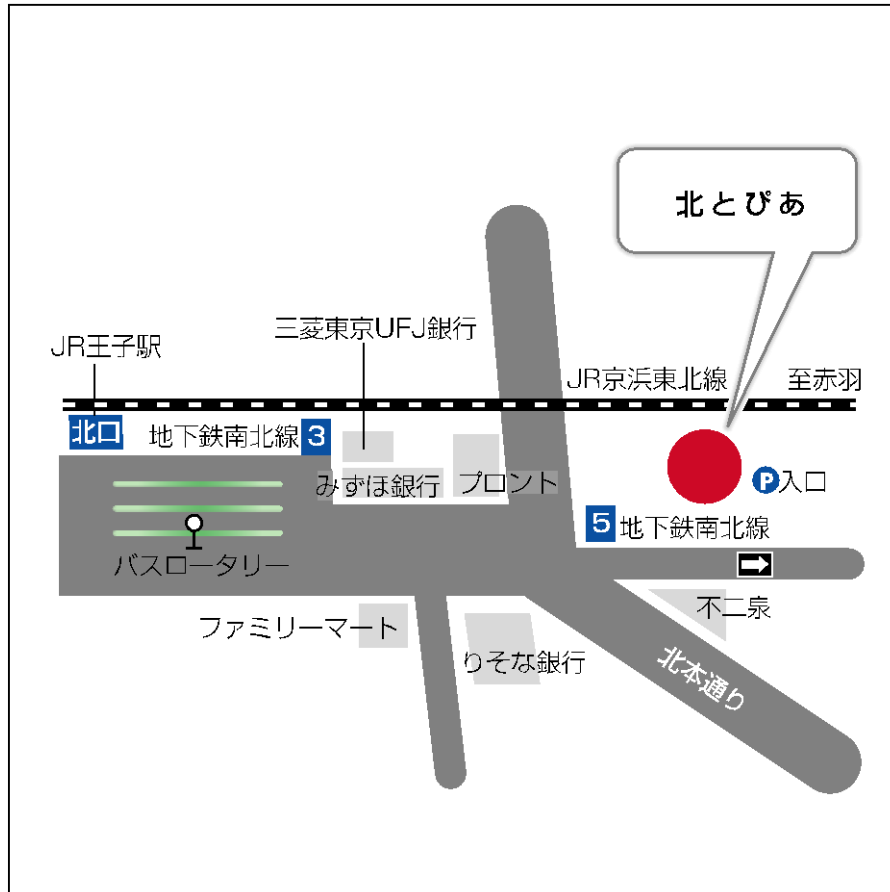 北とぴあ
三菱東京UFJ銀行
JR王子駅
JR京浜東北線
至赤羽
北口
地下鉄南北線 3
みずほ銀行
プロント
P入口
5 地下鉄南北線
バスロータリー
ファミリーマート
りそな銀行
不二泉
北本通り